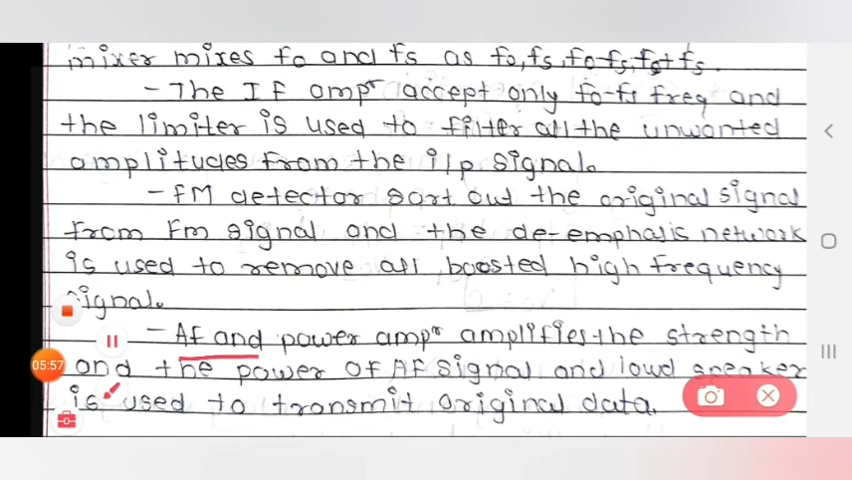 mixer mixes fo and fs as fo, fs, fo-fs, fo+fs.
- The IF ampr accept only fo-fs freq and
the limiter is used to filter all the unwanted
amplitudes from the i/p signal.
- FM detector sort out the original signal
from Fm signal and the de-emphasis network
is used to remove all boosted high frequency
signal.
- AF and power ampr amplifies the strength
and the power of AF signal and loud speaker
05:57
is used to transmit original data.